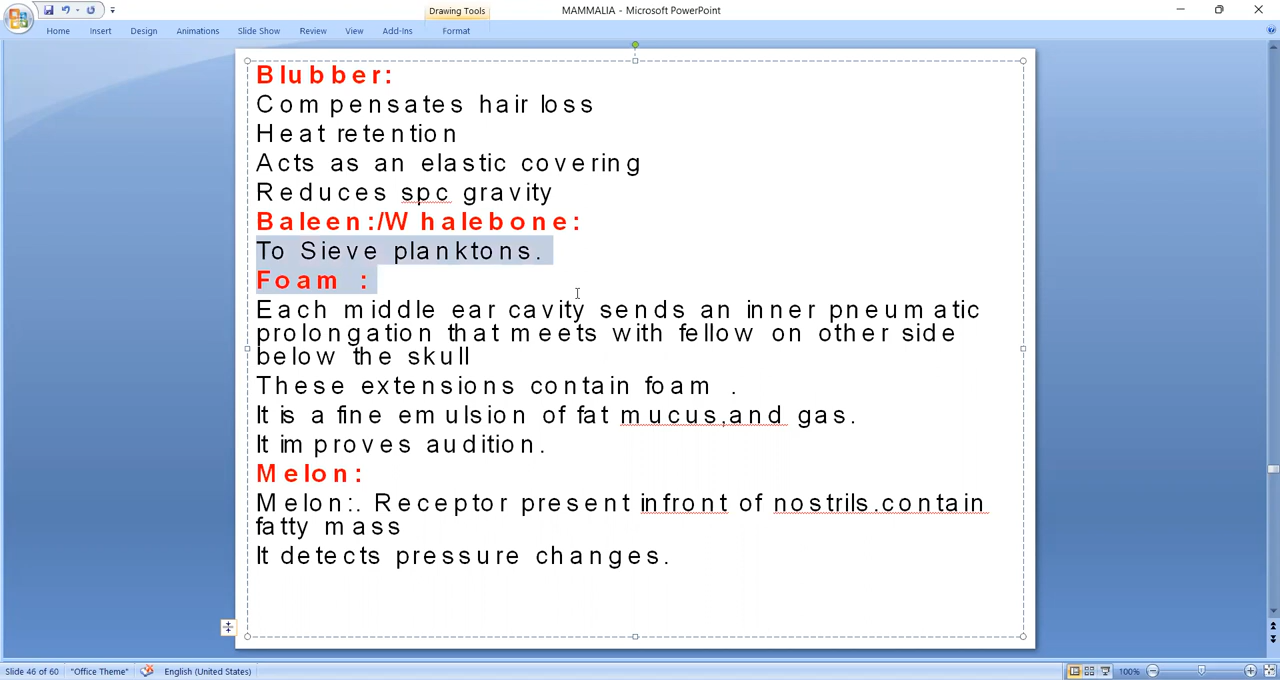 Drawing Tools
MAMMALIA - Microsoft PowerPoint
Home Insert Design Animations Slide Show Review View Add-Ins Format
Blubber:
Compensates hair loss
Heat retention
Acts as an elastic covering
Reduces spc gravity
Baleen:/Whalebone:
To Sieve planktons.
Foam :
Each middle ear cavity sends an inner pneumatic
prolongation that meets with fellow on other side
below the skull
These extensions contain foam .
It is a fine emulsion of fat mucus,and gas.
It improves audition.
Melon:
Melon:. Receptor present infront of nostrils.contain
fatty mass
It detects pressure changes.
Slide 46 of 60 "Office Theme" English (United States) 100%